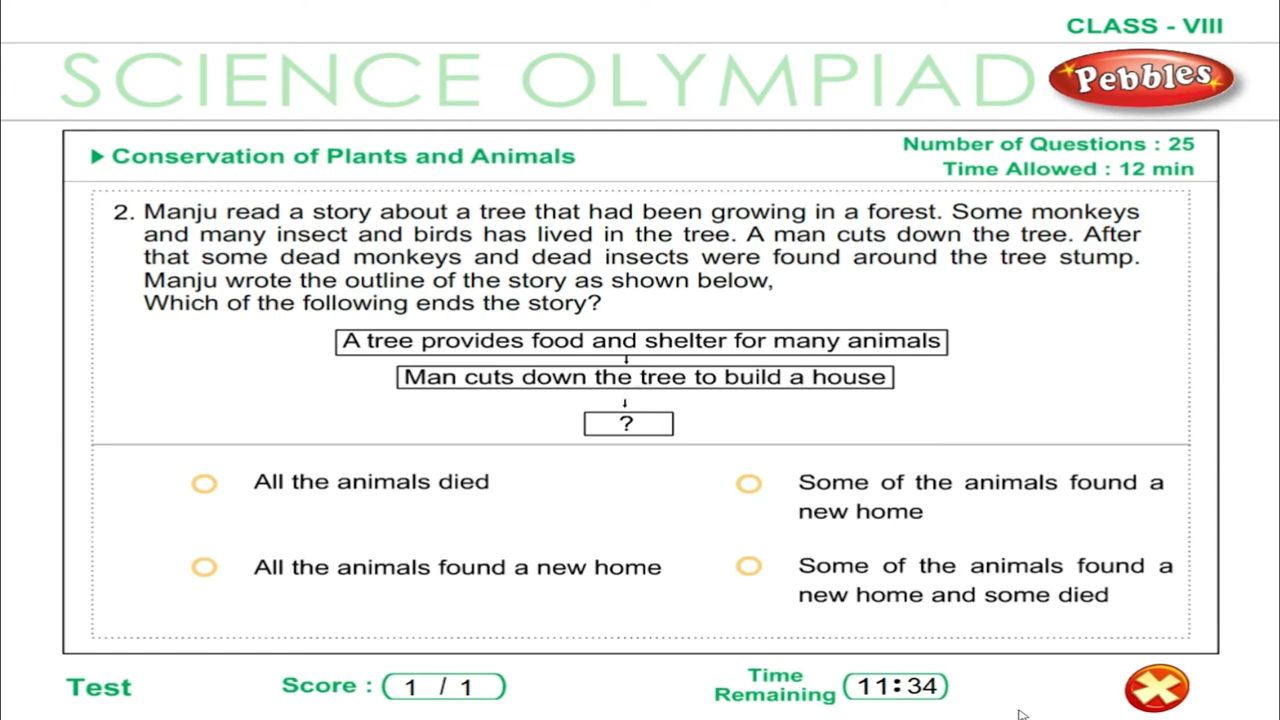 CLASS - VIII
SCIENCE OLYMPIAD
Pebbles
Conservation of Plants and Animals
Number of Questions : 25
Time Allowed : 12 min
2. Manju read a story about a tree that had been growing in a forest. Some monkeys
and many insect and birds has lived in the tree. A man cuts down the tree. After
that some dead monkeys and dead insects were found around the tree stump.
Manju wrote the outline of the story as shown below,
Which of the following ends the story?
A tree provides food and shelter for many animals
Man cuts down the tree to build a house
?
All the animals died
Some of the animals found a
new home
All the animals found a new home
Some of the animals found a
new home and some died
Test
Score : 1 / 1
Time
Remaining 11:34